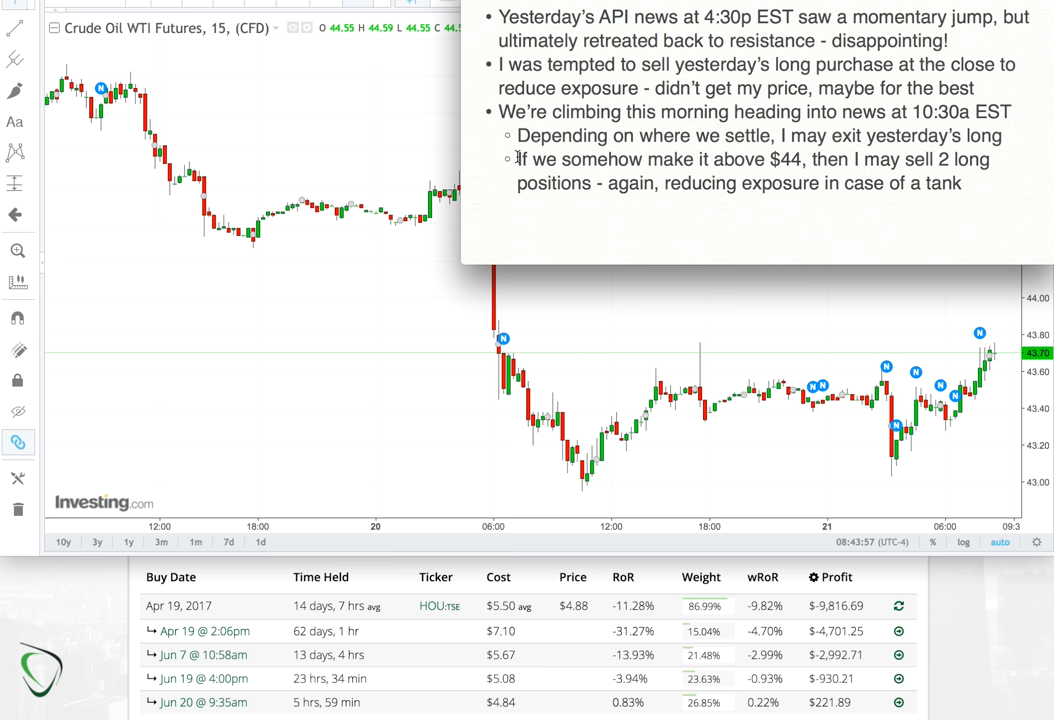 • Yesterday's API news at 4:30p EST saw a momentary jump, but
ultimately retreated back to resistance - disappointing!
• I was tempted to sell yesterday's long purchase at the close to
reduce exposure - didn't get my price, maybe for the best
• We're climbing this morning heading into news at 10:30a EST
◦ Depending on where we settle, I may exit yesterday's long
◦ If we somehow make it above $44, then I may sell 2 long
positions - again, reducing exposure in case of a tank
Crude Oil WTI Futures, 15, (CFD) O 44.55 H 44.59 L 44.55 C 44.5
Aa
N
N
N
N
N
N
N
N
N
N
44.00
43.80
43.70
43.60
43.40
43.20
43.00
Investing.com
12:00 18:00 20 06:00 12:00 18:00 21 06:00 09:3
10y 3y 1y 3m 1m 7d 1d 08:43:57 (UTC-4) % log auto
Buy Date Time Held Ticker Cost Price RoR Weight wRoR Profit
Apr 19, 2017 14 days, 7 hrs avg HOU:TSE $5.50 avg $4.88 -11.28% 86.99% -9.82% $-9,816.69
Apr 19 @ 2:06pm 62 days, 1 hr $7.10 -31.27% 15.04% -4.70% $-4,701.25
Jun 7 @ 10:58am 13 days, 4 hrs $5.67 -13.93% 21.48% -2.99% $-2,992.71
Jun 19 @ 4:00pm 23 hrs, 34 min $5.08 -3.94% 23.63% -0.93% $-930.21
Jun 20 @ 9:35am 5 hrs, 59 min $4.84 0.83% 26.85% 0.22% $221.89